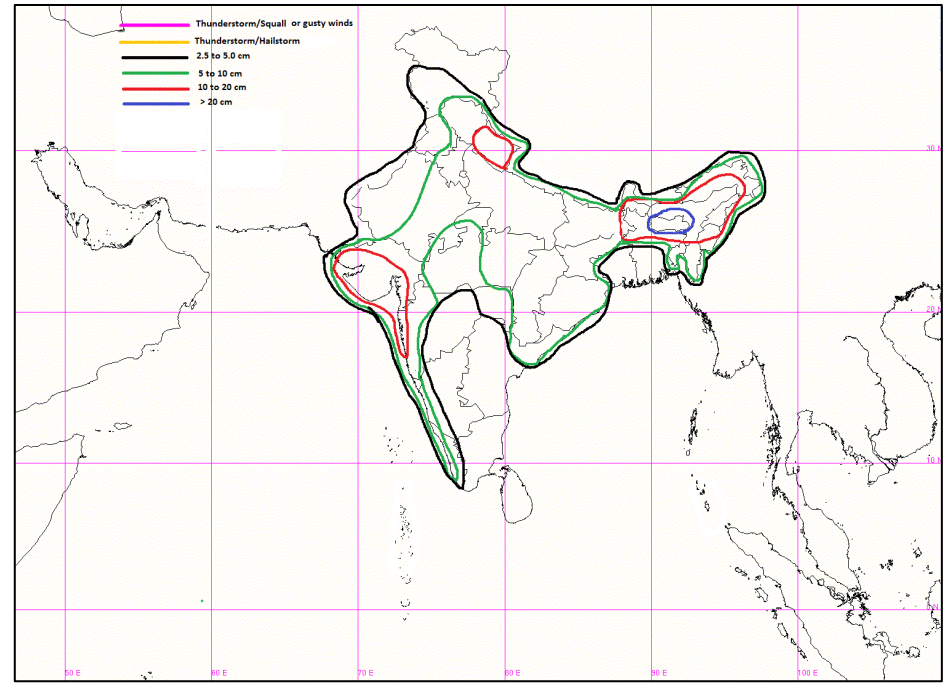 Thunderstorm/Squall or gusty winds
Thunderstorm/Hailstorm
2.5 to 5.0 cm
5 to 10 cm
10 to 20 cm
> 20 cm
30 N
20 N
10 N
50 E
60 E
70 E
80 E
90 E
100 E